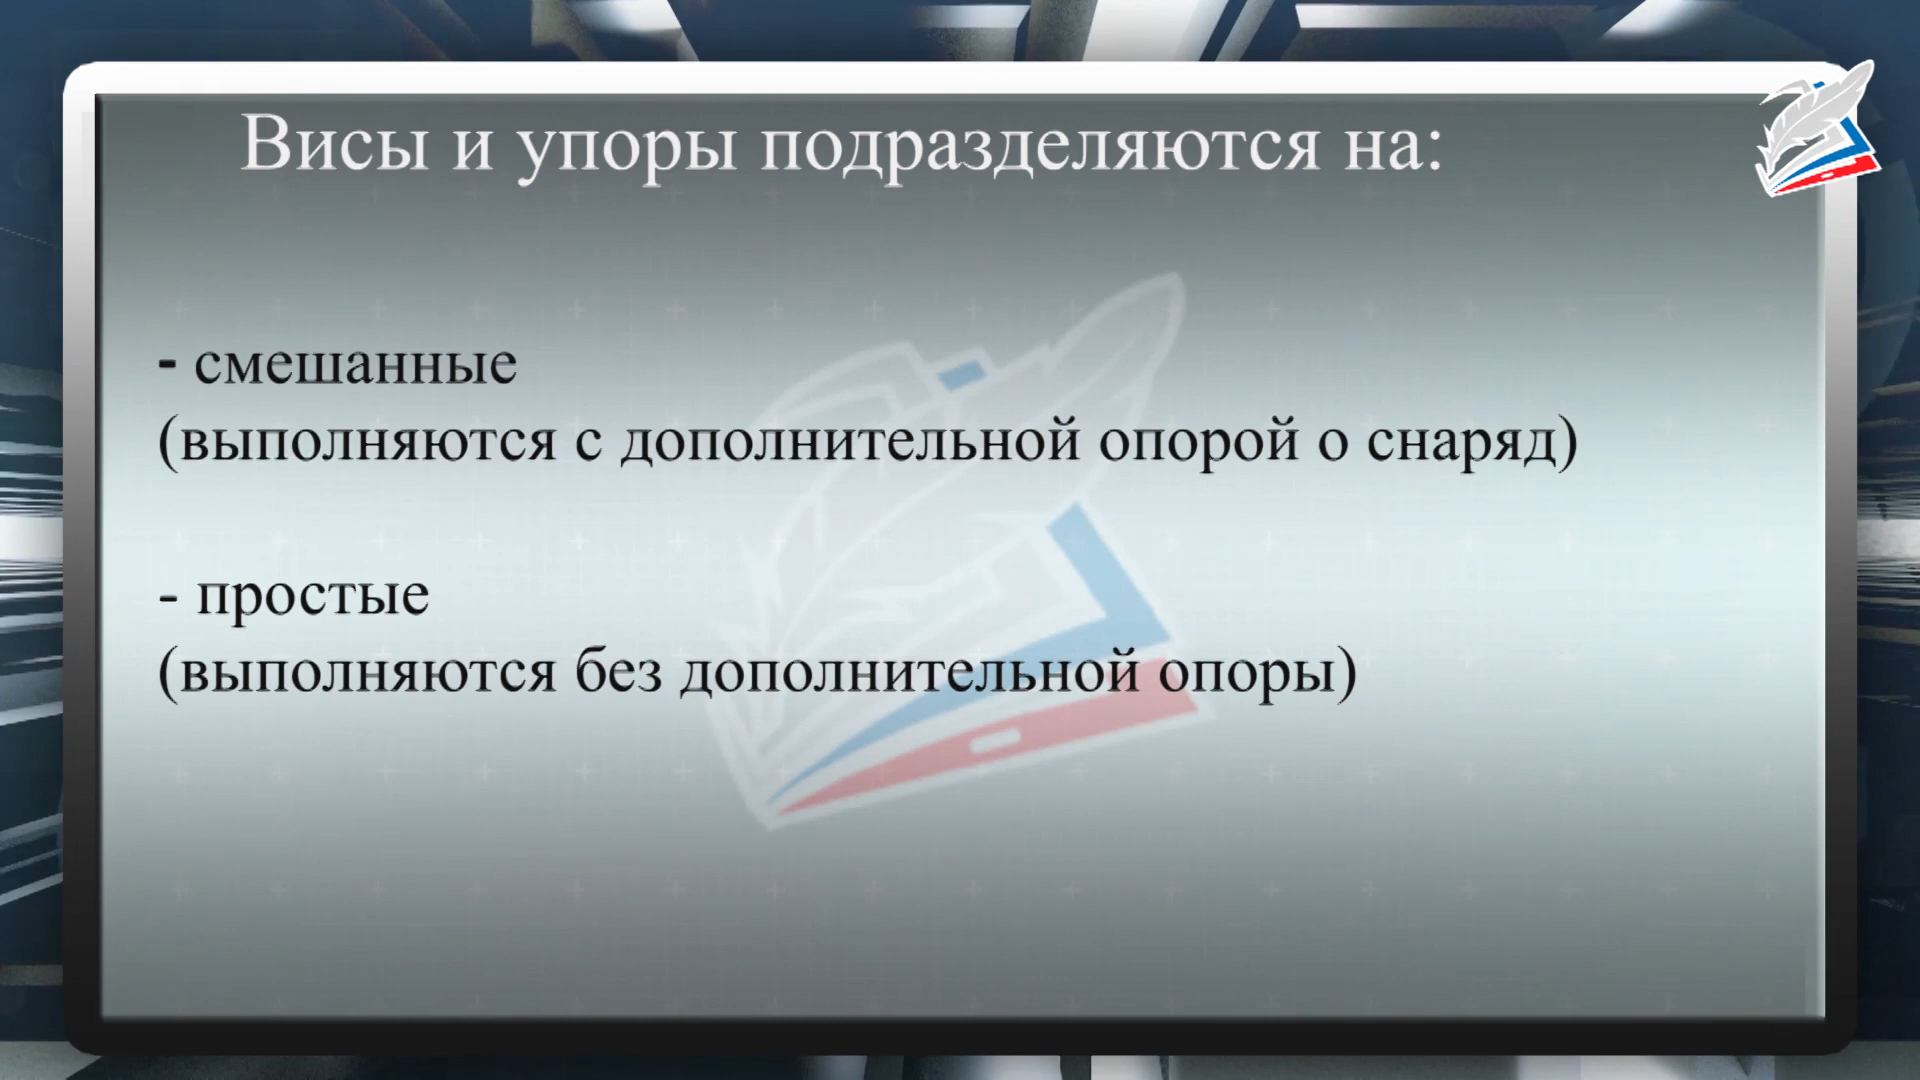 Висы и упоры подразделяются на:
- смешанные
(выполняются с дополнительной опорой о снаряд)
- простые
(выполняются без дополнительной опоры)